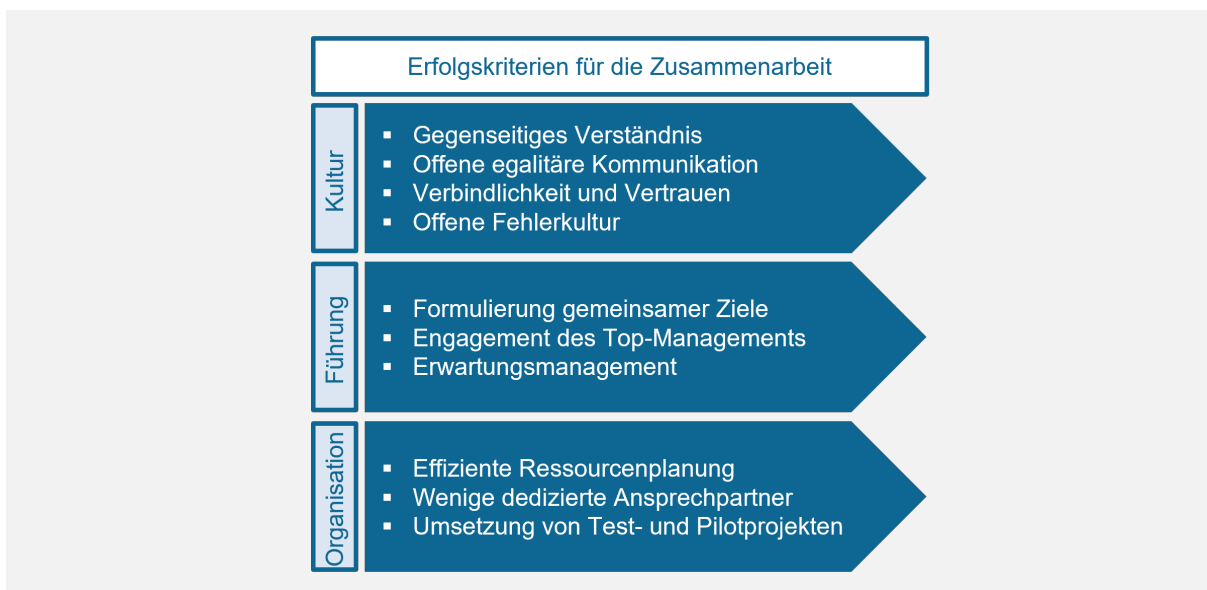 Erfolgskriterien für die Zusammenarbeit
Kultur
▪ Gegenseitiges Verständnis
▪ Offene egalitäre Kommunikation
▪ Verbindlichkeit und Vertrauen
▪ Offene Fehlerkultur
Führung
▪ Formulierung gemeinsamer Ziele
▪ Engagement des Top-Managements
▪ Erwartungsmanagement
Organisation
▪ Effiziente Ressourcenplanung
▪ Wenige dedizierte Ansprechpartner
▪ Umsetzung von Test- und Pilotprojekten